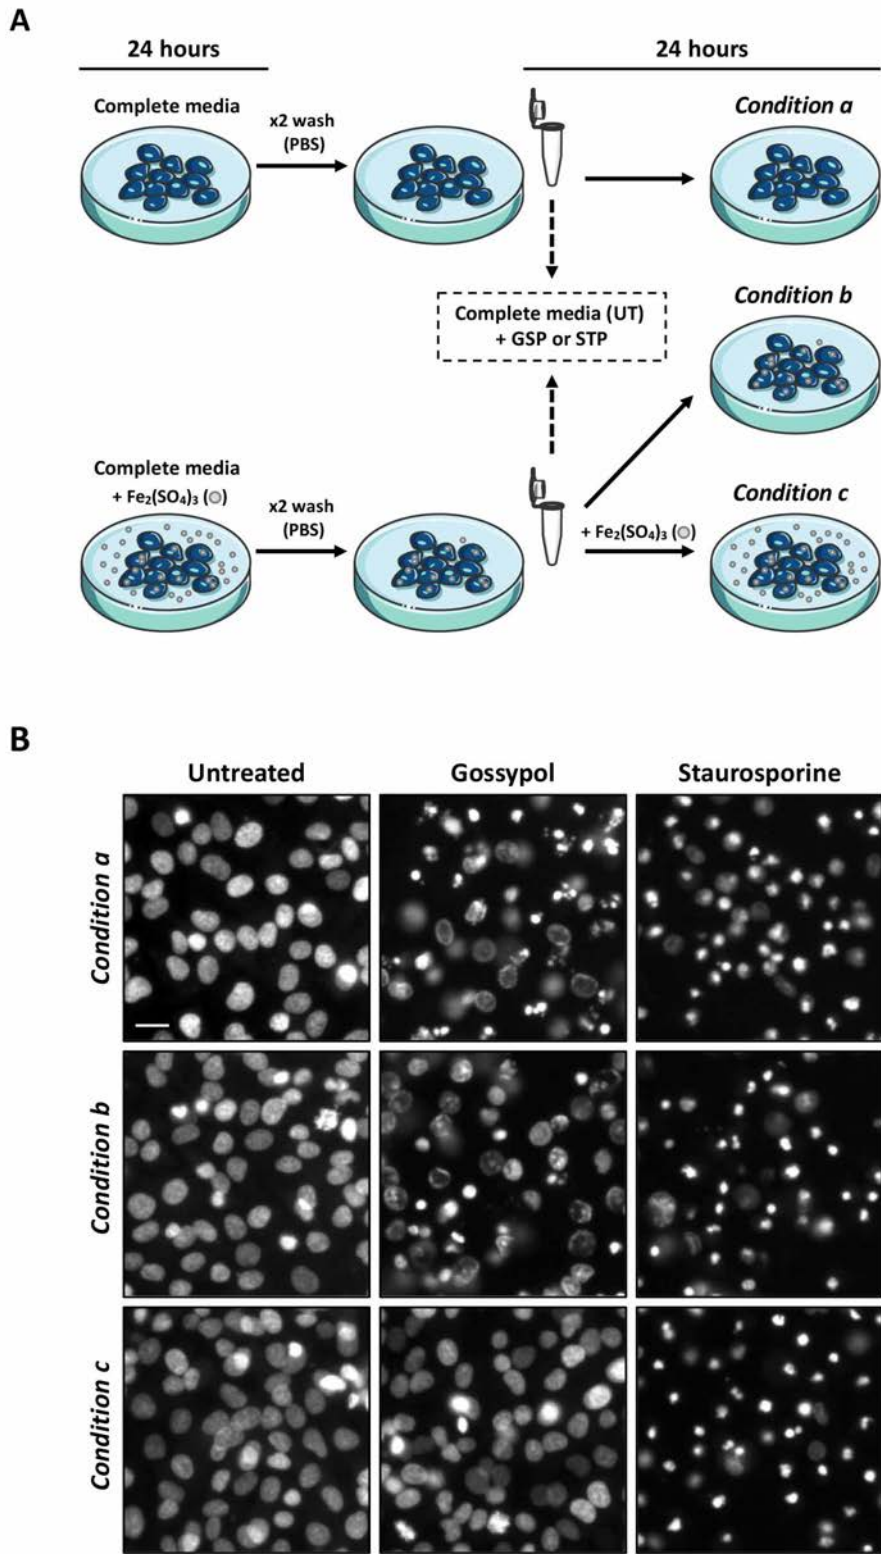 A
24 hours
24 hours
Complete media
x2 wash
(PBS)
Condition a
Complete media (UT)
+ GSP or STP
Condition b
Complete media
+ Fe₂(SO₄)₃ ()
x2 wash
(PBS)
+ Fe₂(SO₄)₃ ()
Condition c
B
Untreated
Gossypol
Staurosporine
Condition a
Condition b
Condition c